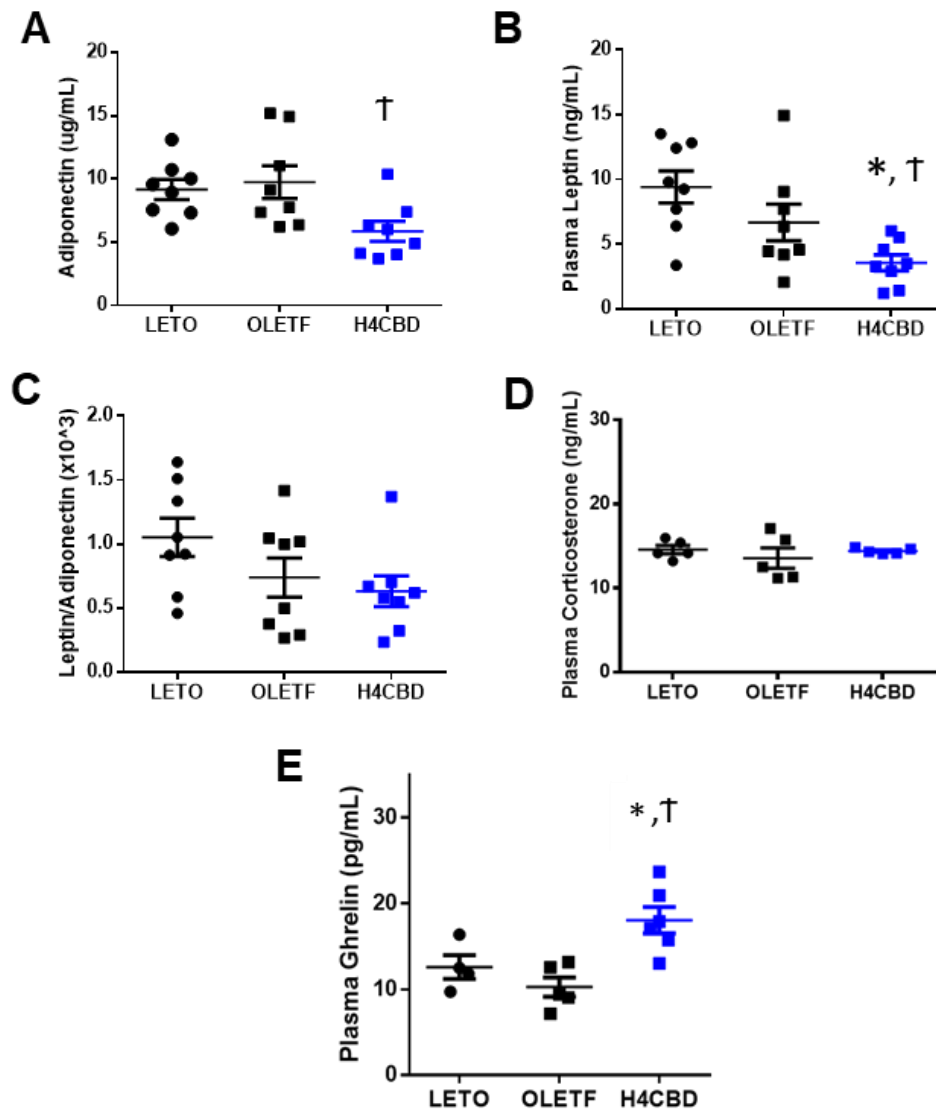 A
Adiponectin (ug/mL)
20
15
10
5
0
†
LETO OLETF H4CBD
B
Plasma Leptin (ng/mL)
20
15
10
5
0
*, †
LETO OLETF H4CBD
C
Leptin/Adiponectin (x10^3)
2.0
1.5
1.0
0.5
0.0
LETO OLETF H4CBD
D
Plasma Corticosterone (ng/mL)
30
20
10
0
LETO OLETF H4CBD
E
Plasma Ghrelin (pg/mL)
30
20
10
0
*,†
LETO OLETF H4CBD